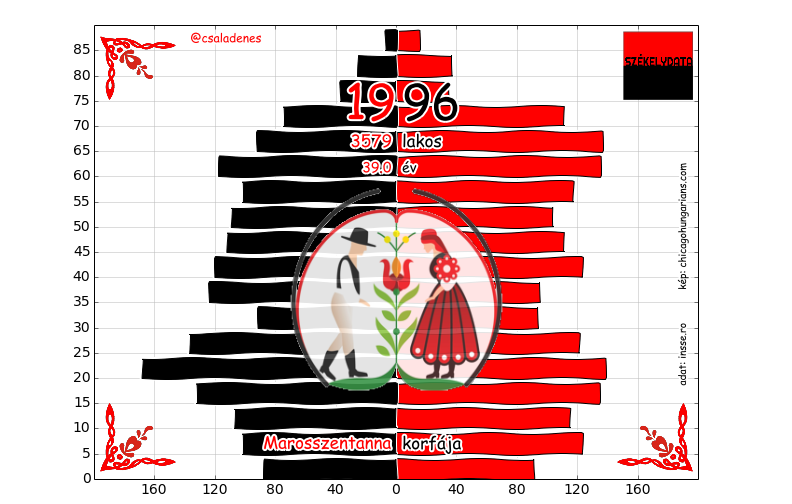 @csaladenes
SZÉKELYDATA
1996
3579 lakos
39.0 év
kép: chicagohungarians.com
adat: insse.ro
Marosszentanna korfája
85
80
75
70
65
60
55
50
45
40
35
30
25
20
15
10
5
0
160 120 80 40 0 40 80 120 160